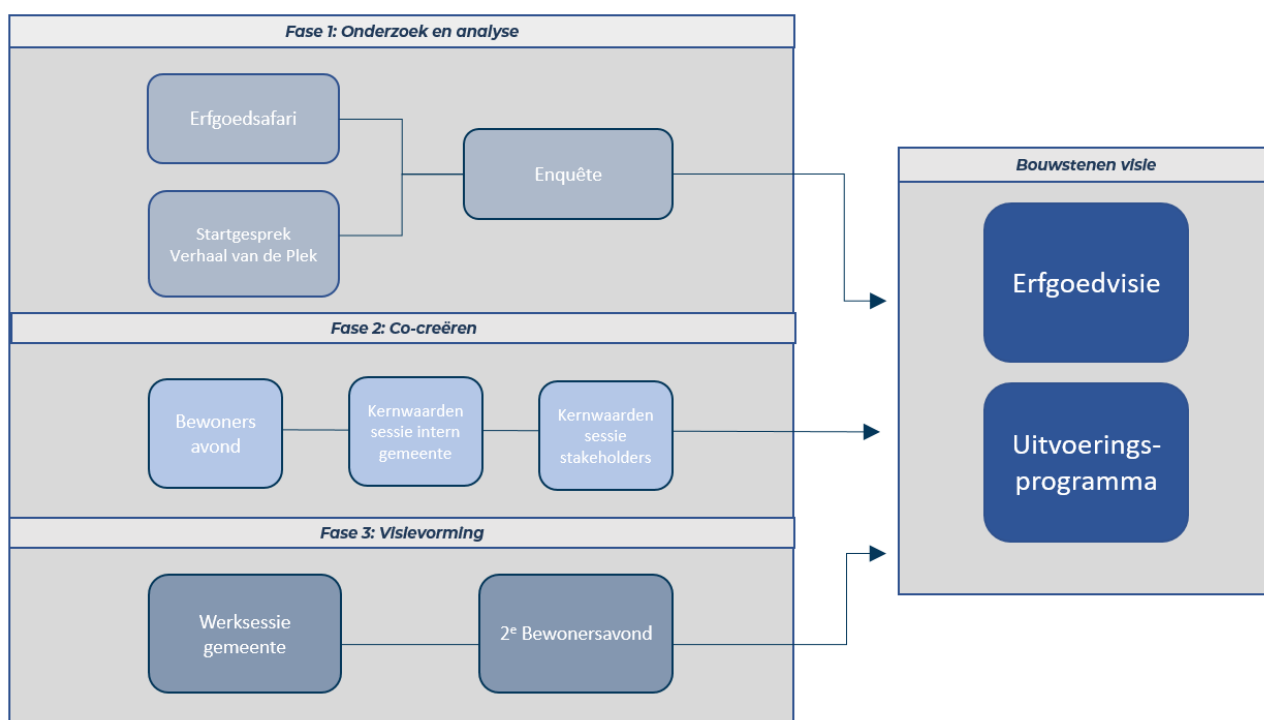 Fase 1: Onderzoek en analyse
Erfgoedsafari
Enquête
Startgesprek
Verhaal van de Plek
Fase 2: Co-creëren
Bewoners
avond
Kernwaarden
sessie intern
gemeente
Kernwaarden
sessie
stakeholders
Fase 3: Visievorming
Werksessie
gemeente
2e Bewonersavond
Bouwstenen visie
Erfgoedvisie
Uitvoerings-
programma